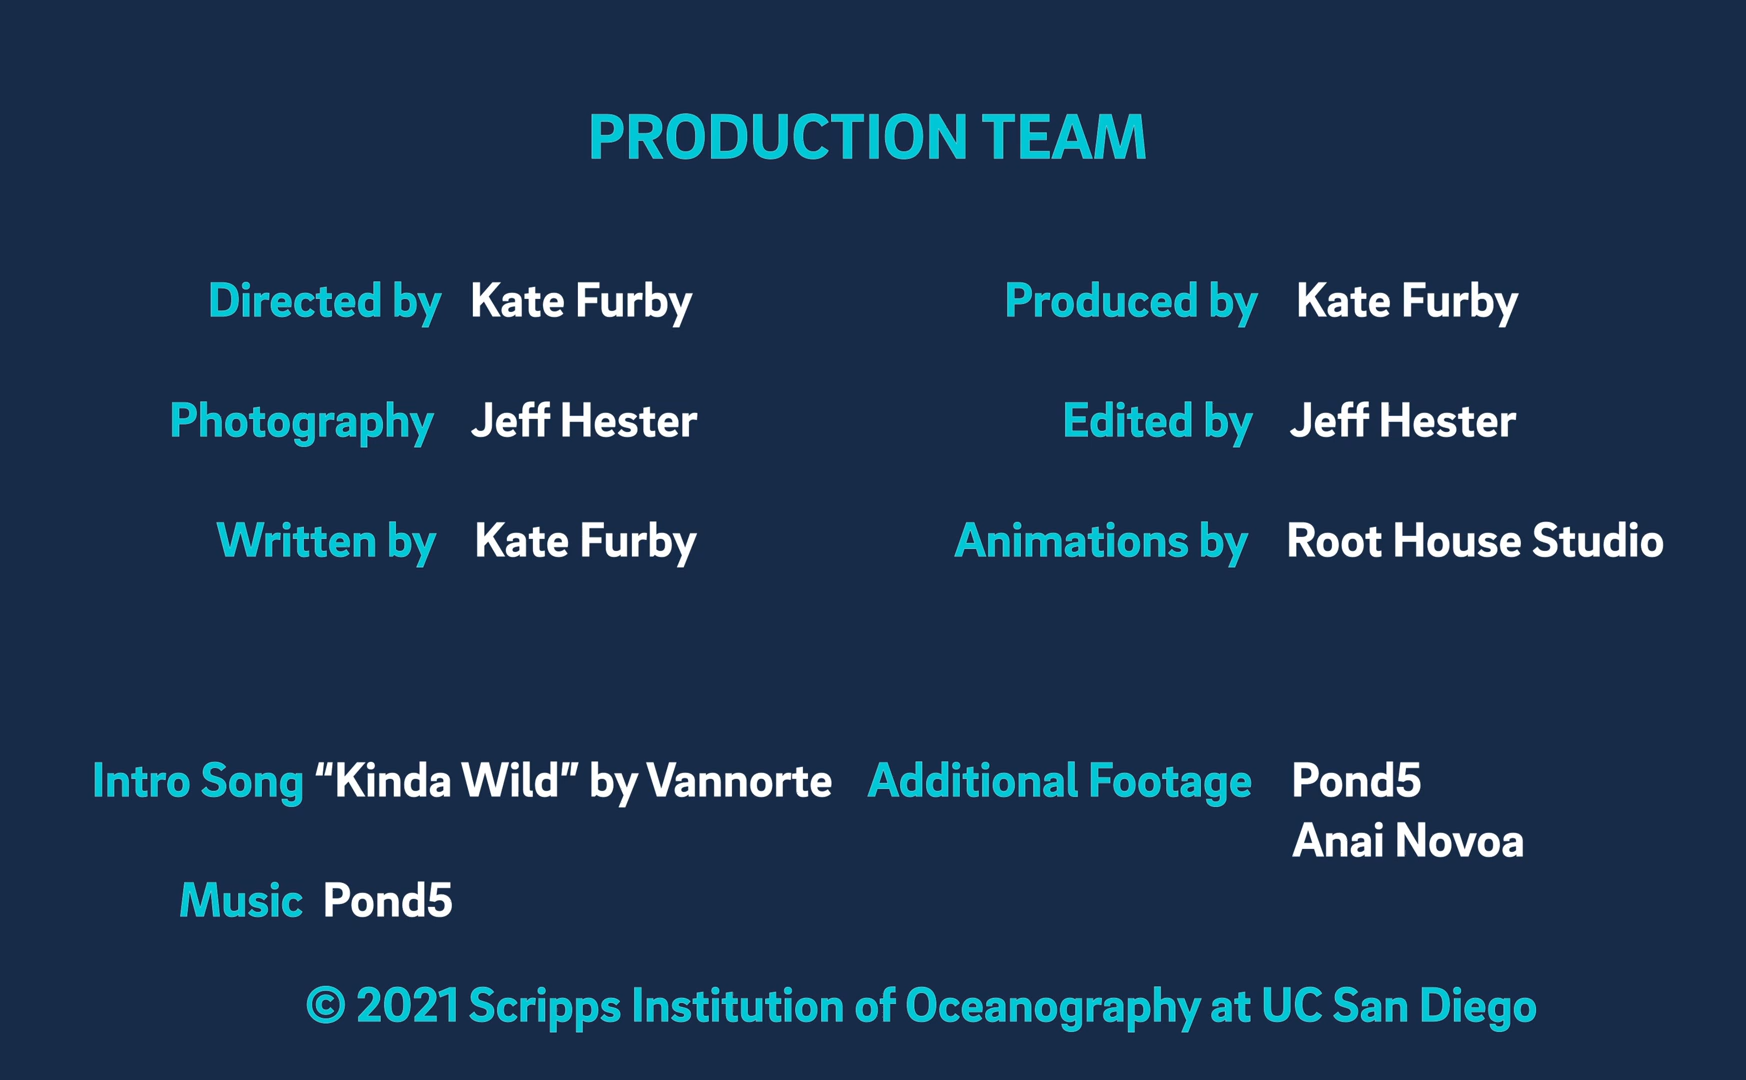 PRODUCTION TEAM
Directed by Kate Furby
Produced by Kate Furby
Photography Jeff Hester
Edited by Jeff Hester
Written by Kate Furby
Animations by Root House Studio
Intro Song “Kinda Wild” by Vannorte
Additional Footage Pond5
Anai Novoa
Music Pond5
© 2021 Scripps Institution of Oceanography at UC San Diego